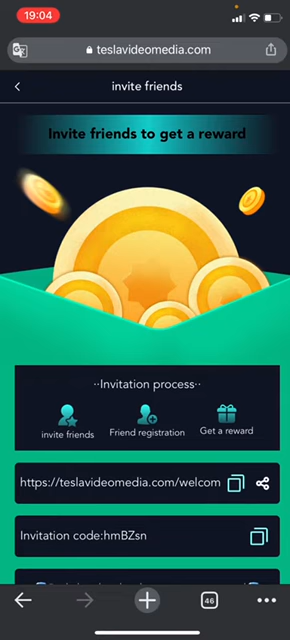 19:04
teslavideomedia.com
invite friends
Invite friends to get a reward
··Invitation process··
invite friends
Friend registration
Get a reward
https://teslavideomedia.com/welcom
Invitation code:hmBZsn
46